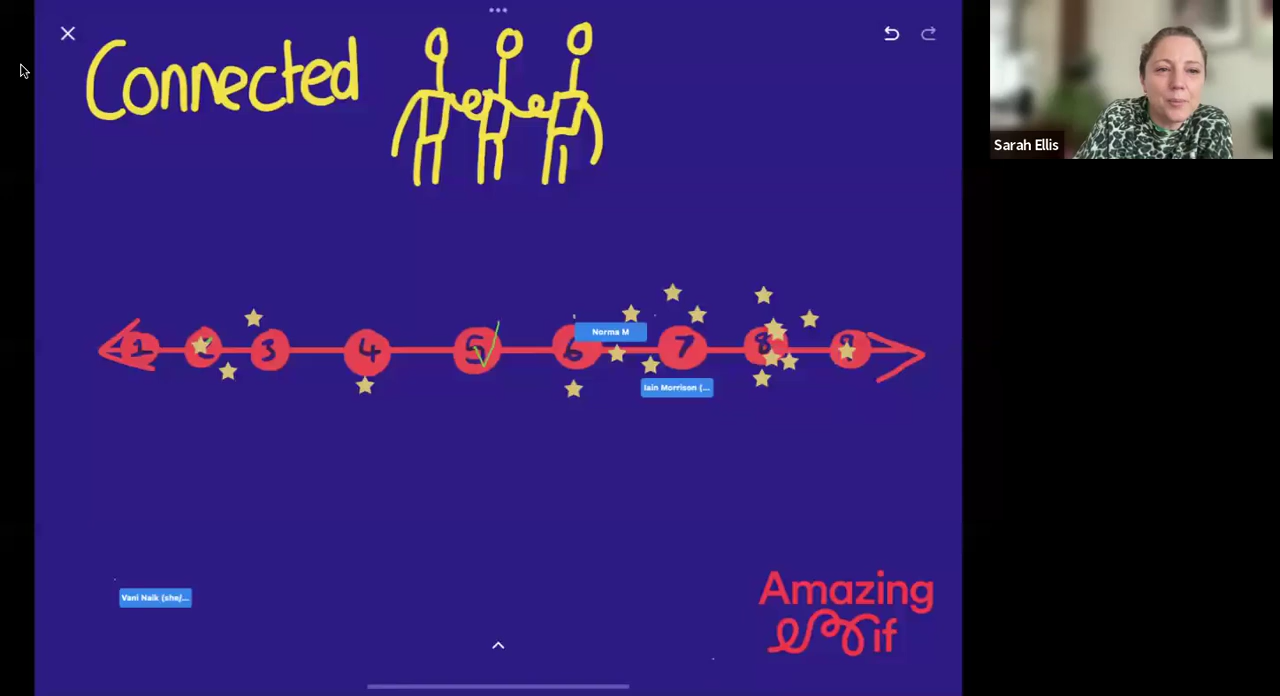 Connected
Sarah Ellis
1 2 3 4 5 6 7 8 9
Norma M
Iain Morrison (...
Vani Naik (she/...
Amazing
if